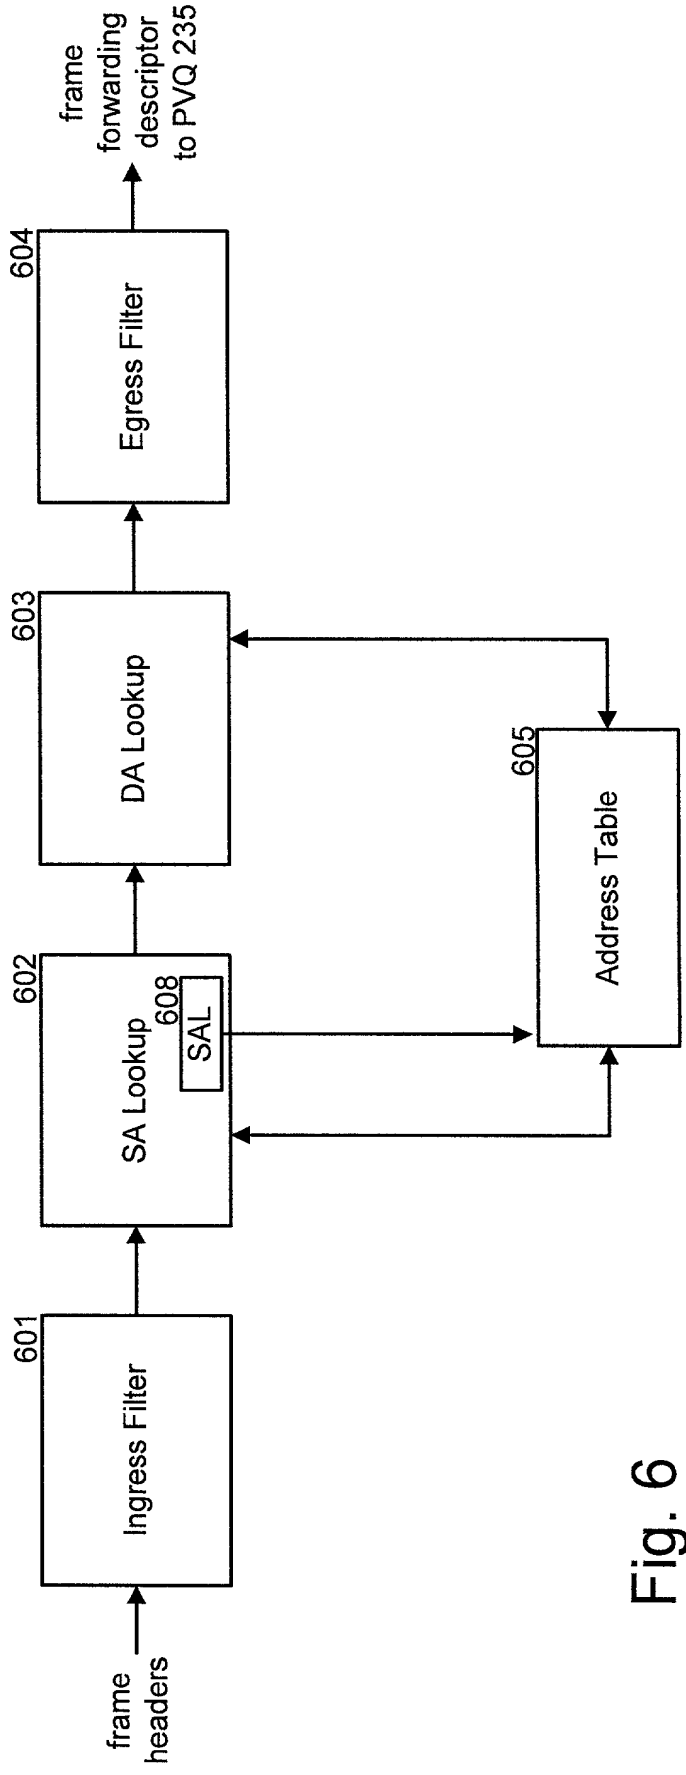 frame
headers
601
Ingress Filter
602
SA Lookup
608
SAL
603
DA Lookup
604
Egress Filter
frame
forwarding
descriptor
to PVQ 235
605
Address Table
Fig. 6